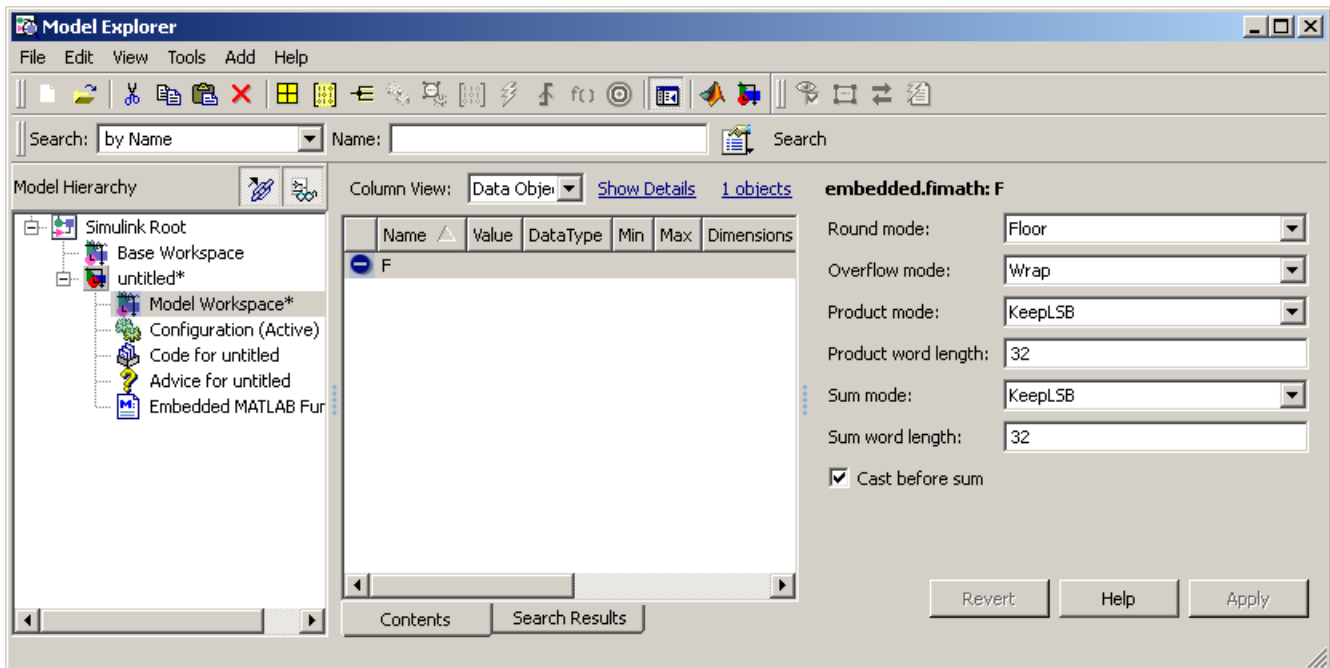 Model Explorer
File Edit View Tools Add Help
f()
Search: by Name Name: Search
Model Hierarchy
Simulink Root
Base Workspace
untitled*
Model Workspace*
Configuration (Active)
Code for untitled
Advice for untitled
Embedded MATLAB Fur
Column View: Data Obje Show Details 1 objects
Name Value DataType Min Max Dimensions
F
Contents Search Results
embedded.fimath: F
Round mode: Floor
Overflow mode: Wrap
Product mode: KeepLSB
Product word length: 32
Sum mode: KeepLSB
Sum word length: 32
Cast before sum
Revert Help Apply